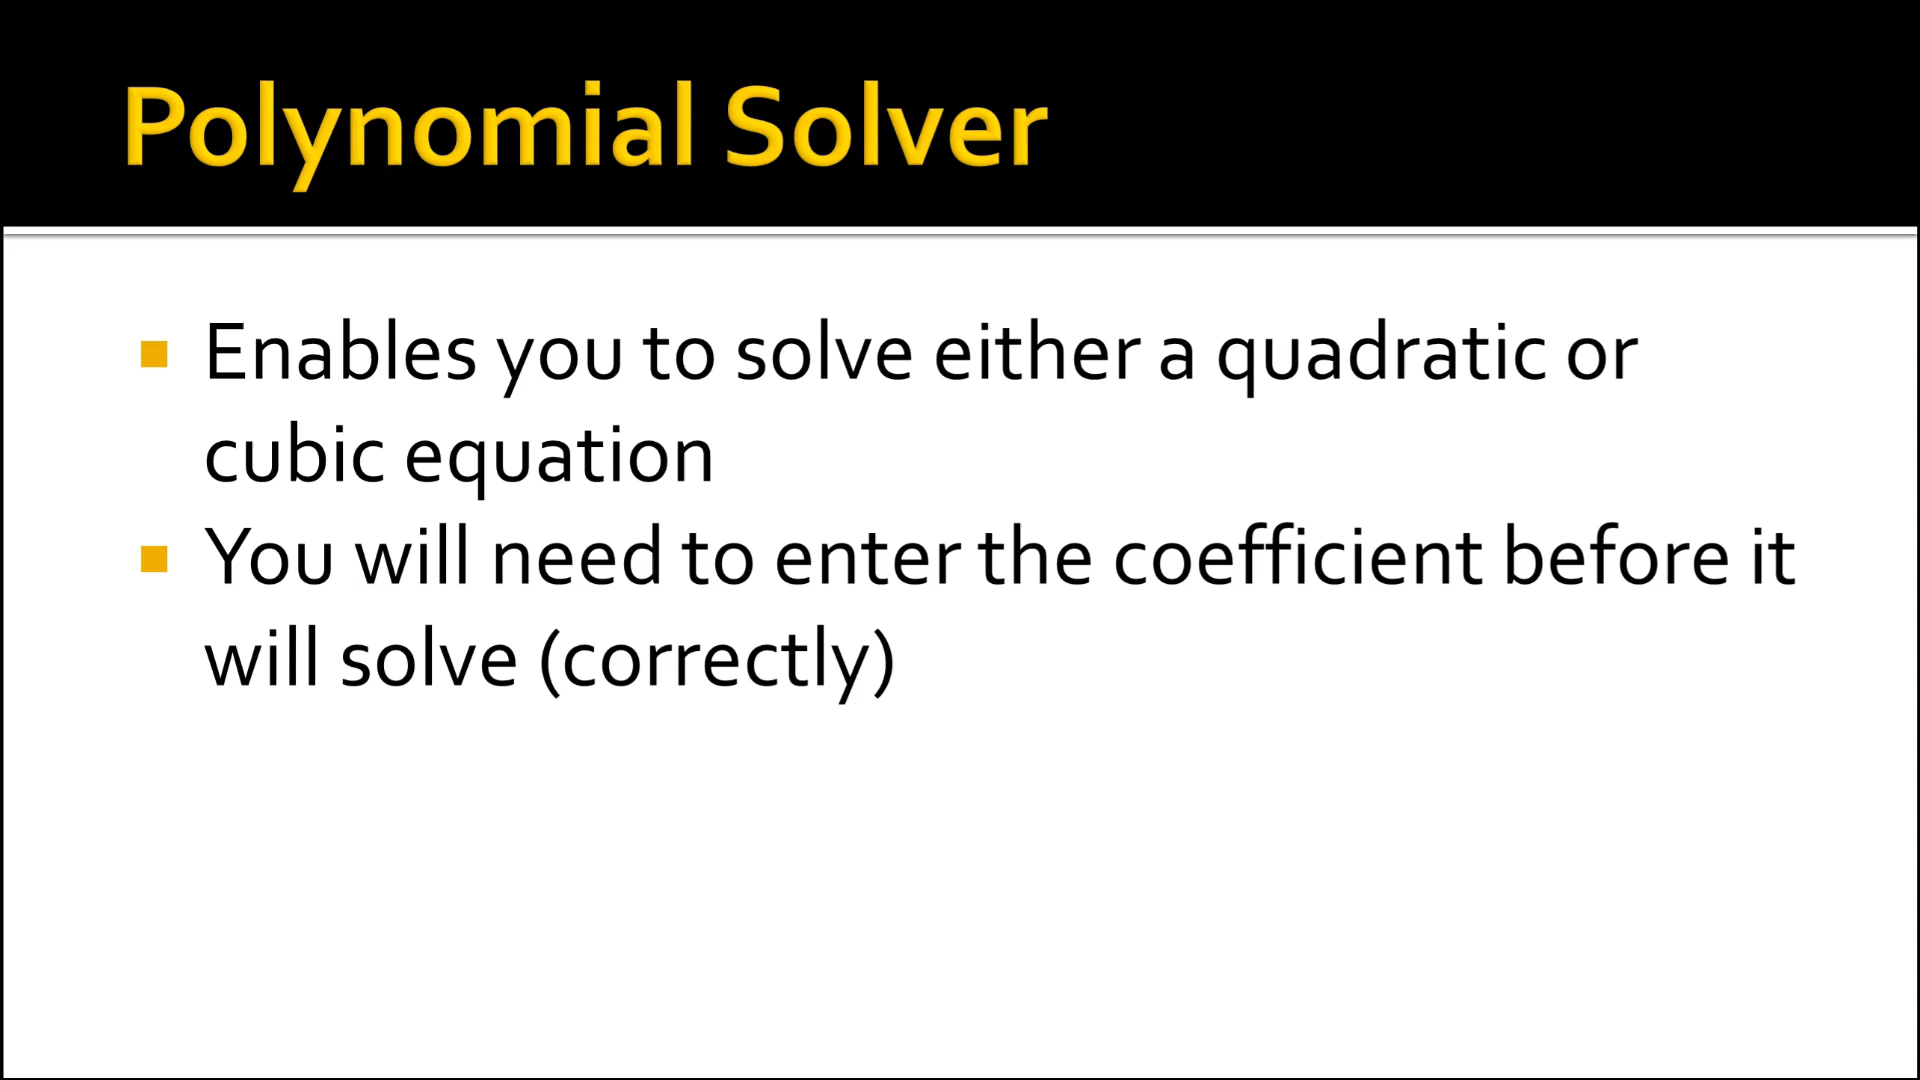 Polynomial Solver
Enables you to solve either a quadratic or
cubic equation
You will need to enter the coefficient before it
will solve (correctly)